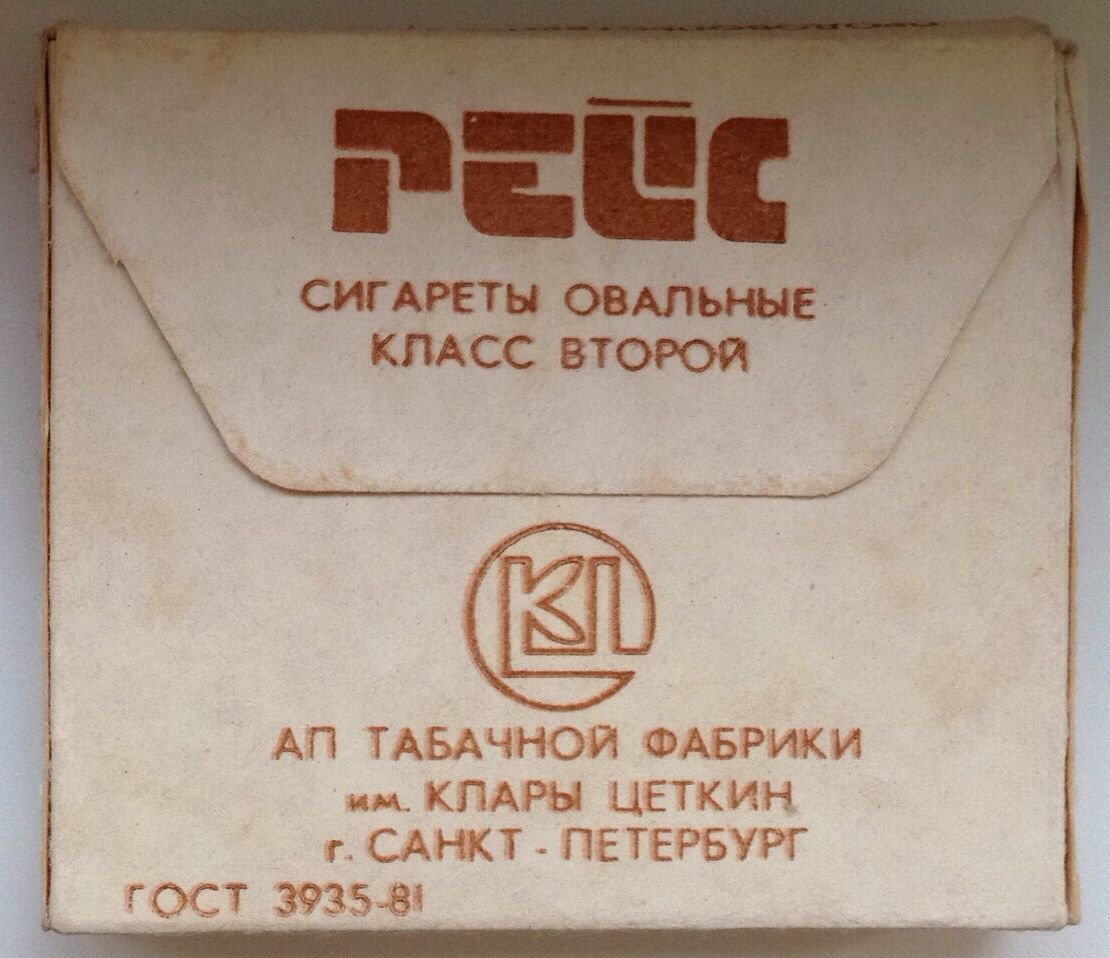 РЕЙС
СИГАРЕТЫ ОВАЛЬНЫЕ
КЛАСС ВТОРОЙ
АП ТАБАЧНОЙ ФАБРИКИ
им. КЛАРЫ ЦЕТКИН
г. САНКТ - ПЕТЕРБУРГ
ГОСТ 3935-81